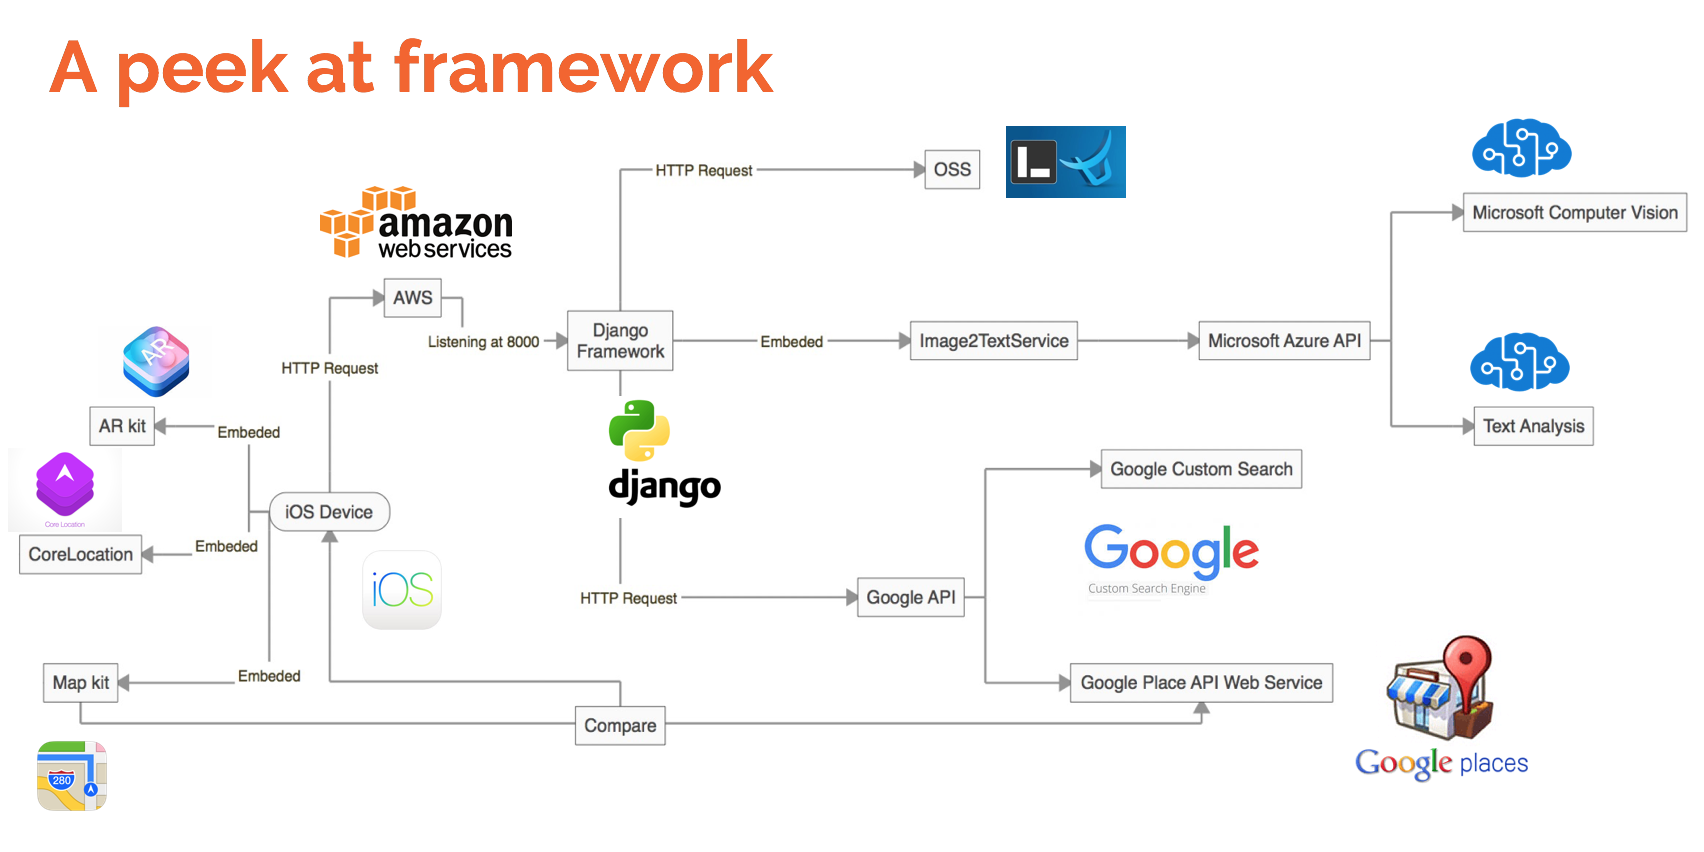 A peek at framework
HTTP Request
OSS
L
Microsoft Computer Vision
amazon
webservices
AWS
Listening at 8000
Django
Framework
Embeded
Image2TextService
Microsoft Azure API
Text Analysis
HTTP Request
AR
AR kit
Embeded
Core Location
CoreLocation
Embeded
iOS Device
iOS
django
Google Custom Search
Google
Custom Search Engine
HTTP Request
Google API
Google Place API Web Service
Map kit
Embeded
Compare
280
Google places